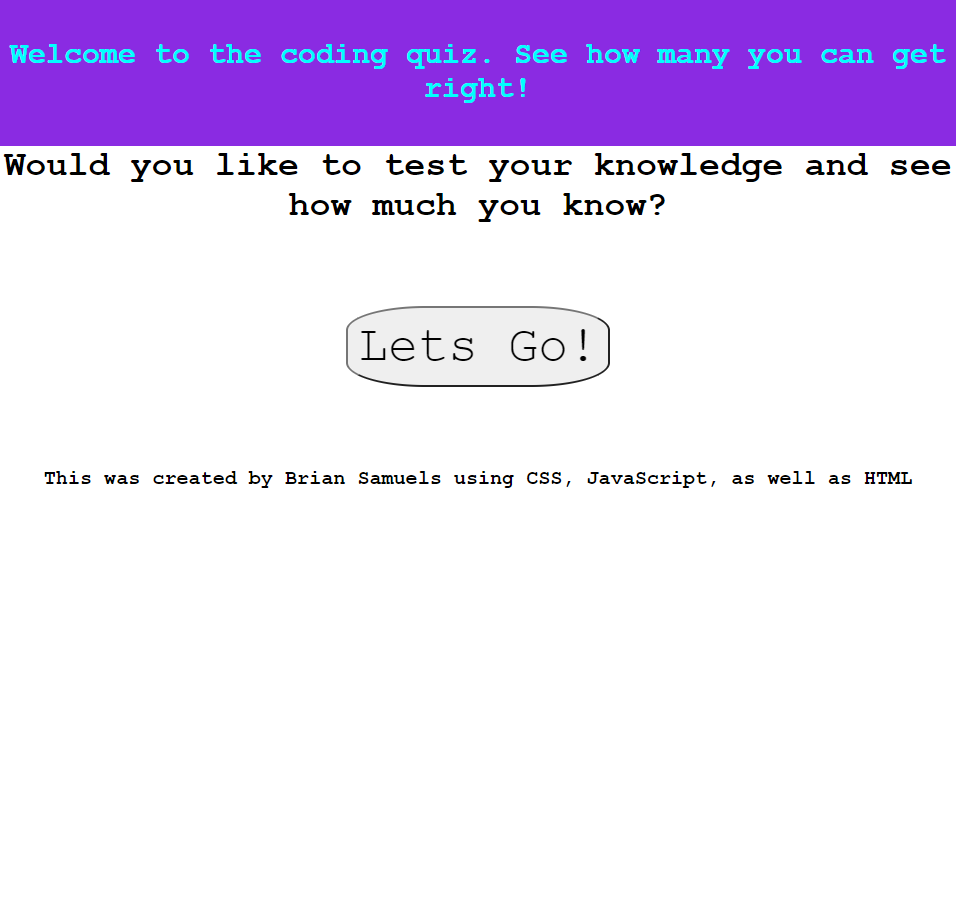 Welcome to the coding quiz. See how many you can get
right!
Would you like to test your knowledge and see
how much you know?
Lets Go!
This was created by Brian Samuels using CSS, JavaScript, as well as HTML